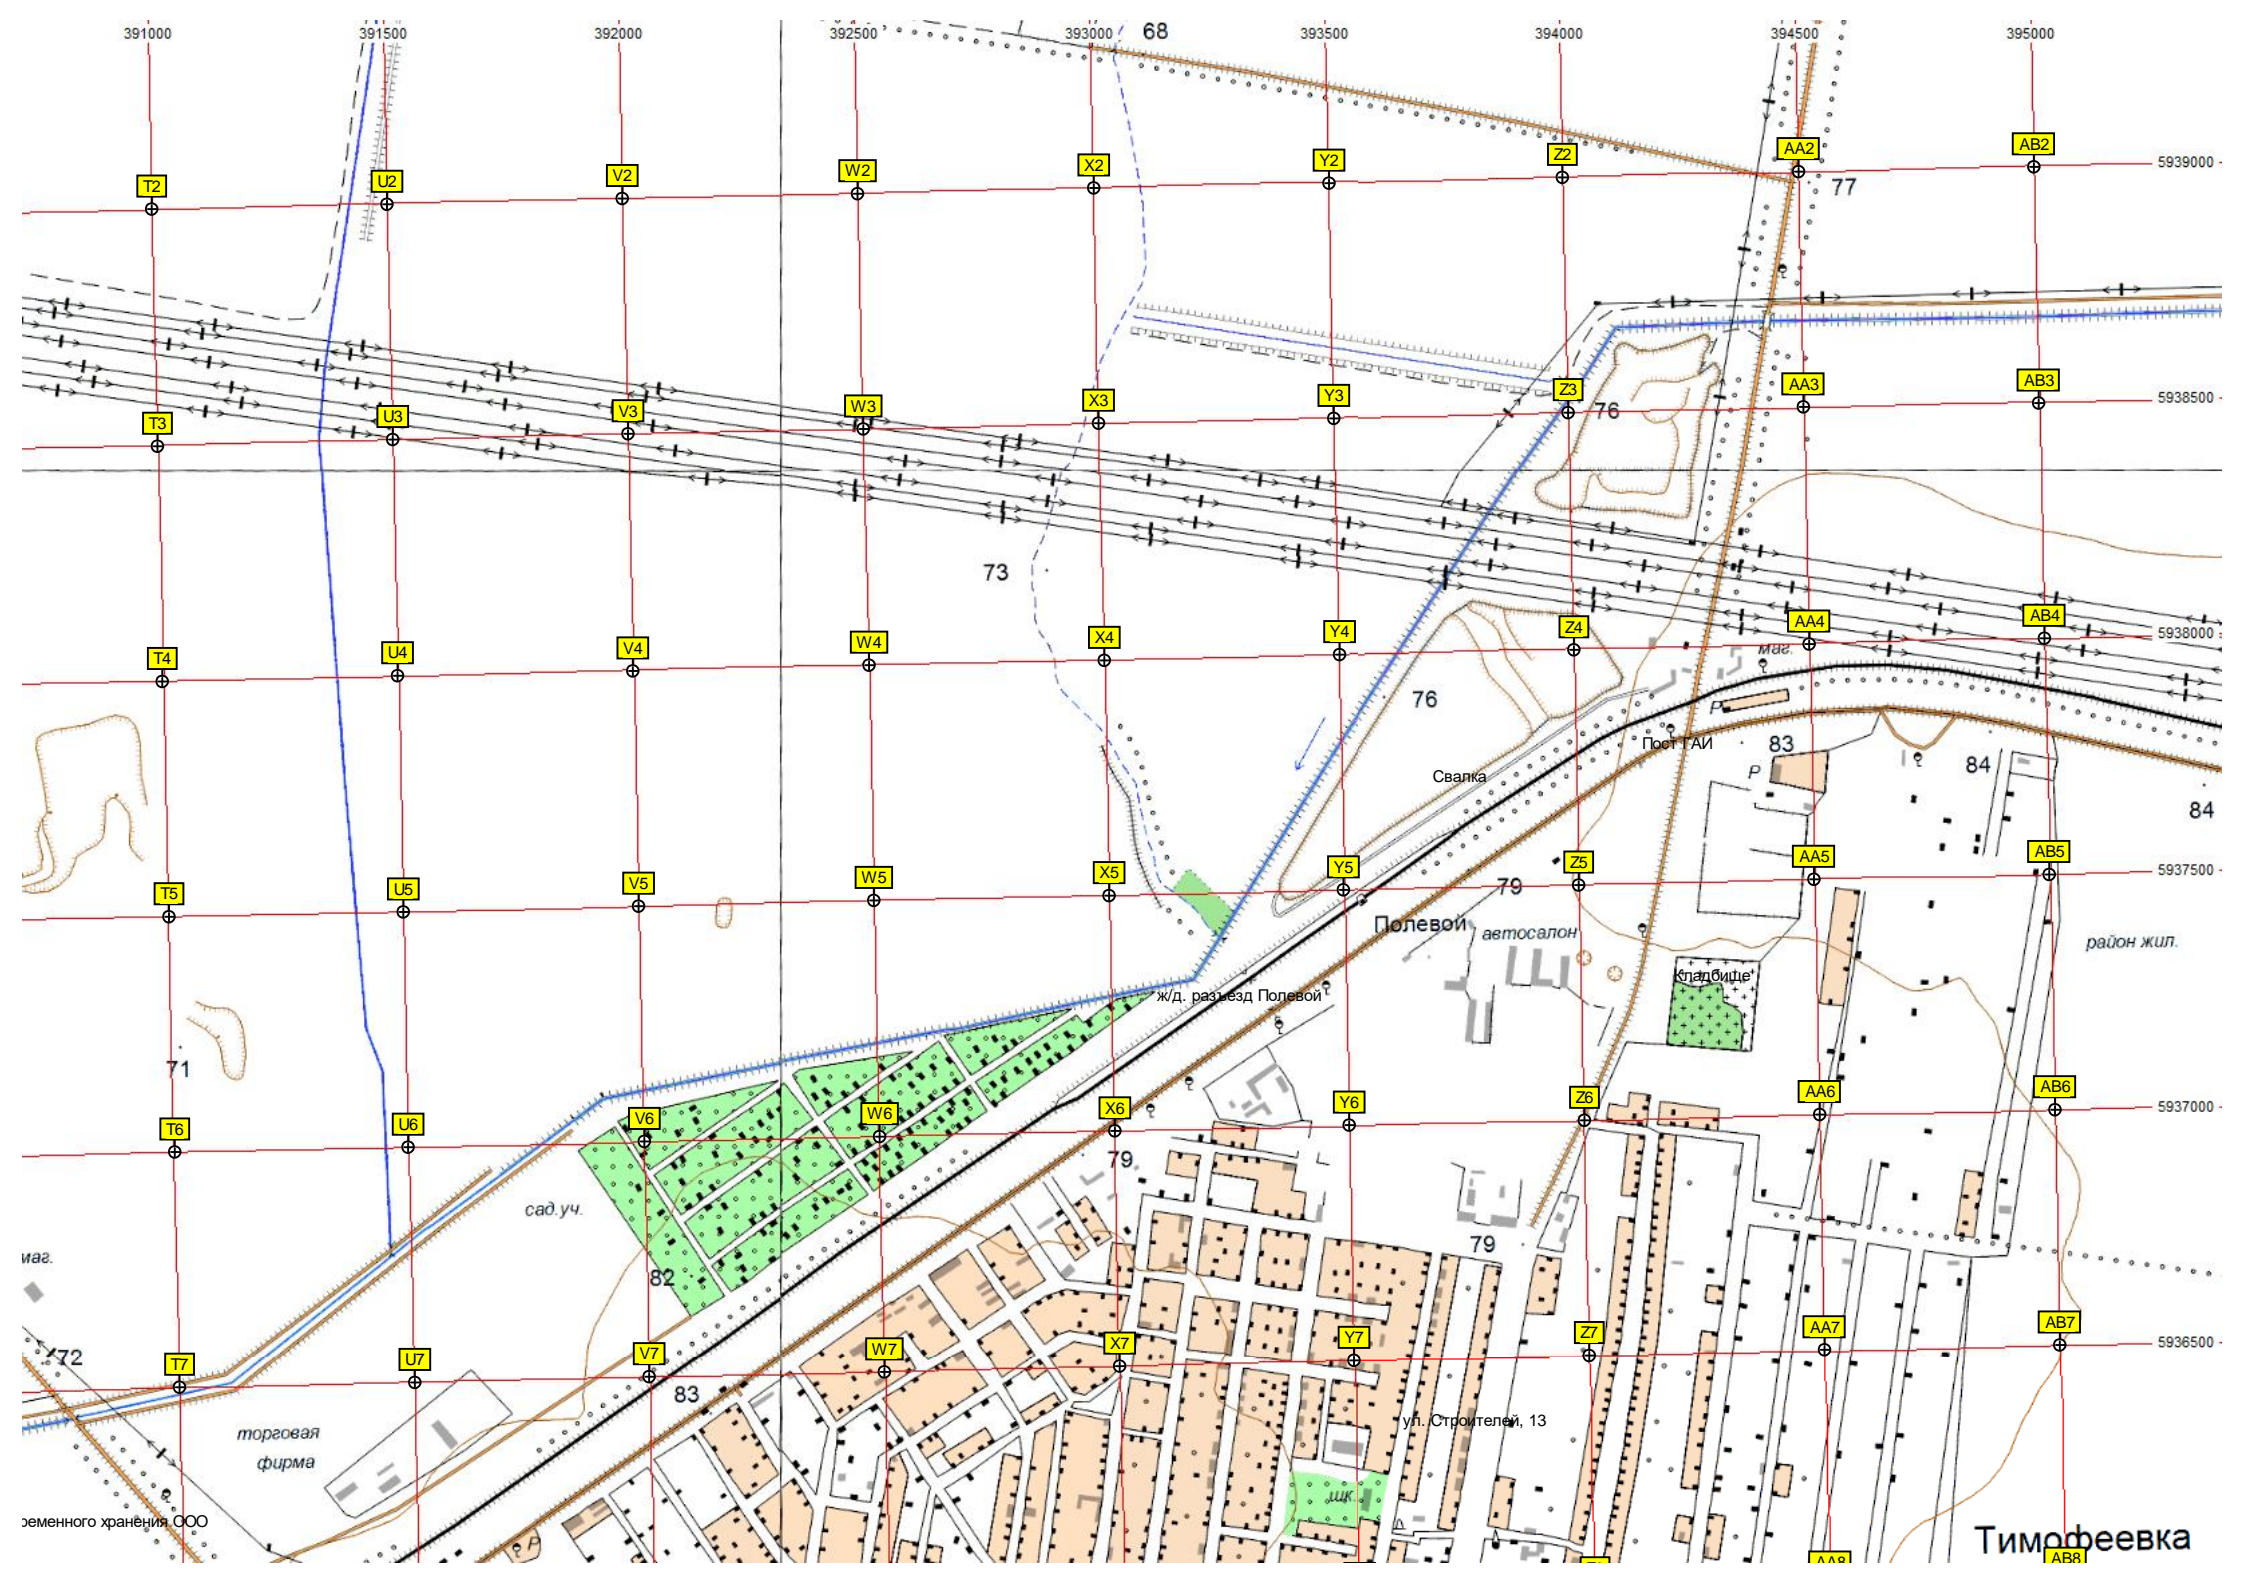 68
391000 391500 392000 392500 393000 393500 394000 394500 395000
T2 U2 V2 W2 X2 Y2 Z2 AA2 AB2 5939000
77
T3 U3 V3 W3 X3 Y3 Z3 AA3 AB3 5938500
76
73
T4 U4 V4 W4 X4 Y4 Z4 AA4 AB4 5938000
маг.
76
Р
Пост ГАИ
83
84
Р
Свалка
84
T5 U5 V5 W5 X5 Y5 Z5 AA5 AB5 5937500
79
Полевой
автосалон
район жил.
Кладбище
ж/д. разъезд Полевой
71
T6 U6 V6 W6 X6 Y6 Z6 AA6 AB6 5937000
79
сад.уч.
79
маг.
82
72
T7 U7 V7 W7 X7 Y7 Z7 AA7 AB7 5936500
83
торговая
фирма
ул. Строителей, 13
шк.
ременного хранения ООО
Р
Тимофеевка
AA8 AB8